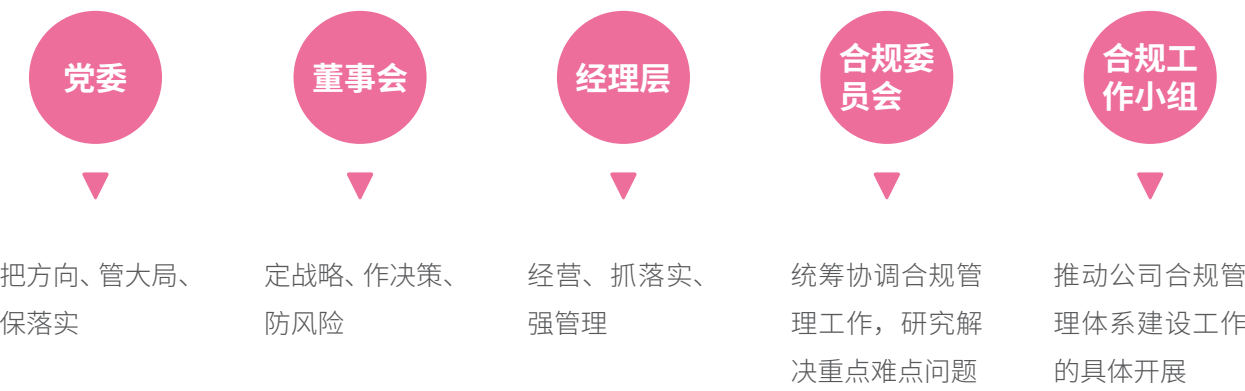 党委
董事会
经理层
合规委
员会
合规工
作小组
把方向、管大局、
保落实
定战略、作决策、
防风险
经营、抓落实、
强管理
统筹协调合规管
理工作，研究解
决重点难点问题
推动公司合规管
理体系建设工作
的具体开展